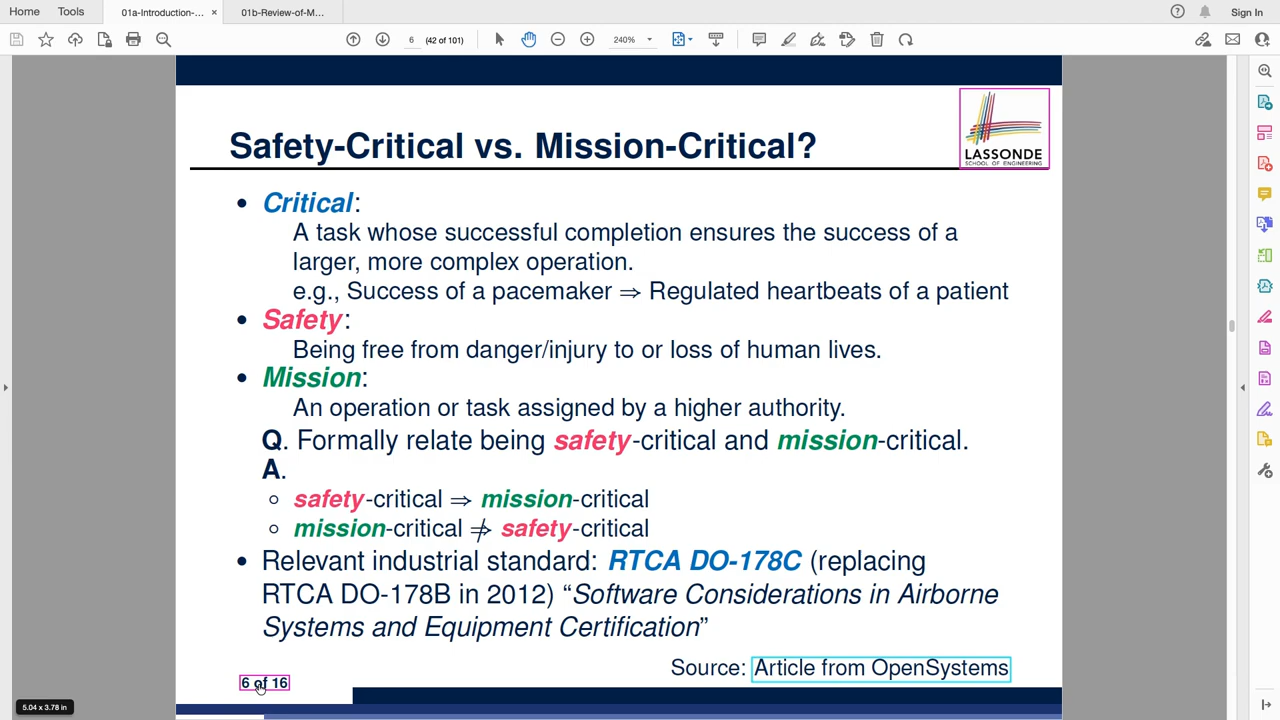 Home Tools 01a-Introduction-... × 01b-Review-of-M... Sign In
6 (42 of 101) 240%
LASSONDE
SCHOOL OF ENGINEERING
Safety-Critical vs. Mission-Critical?
• Critical:
A task whose successful completion ensures the success of a
larger, more complex operation.
e.g., Success of a pacemaker ⇒ Regulated heartbeats of a patient
• Safety:
Being free from danger/injury to or loss of human lives.
• Mission:
An operation or task assigned by a higher authority.
Q. Formally relate being safety-critical and mission-critical.
A.
○ safety-critical ⇒ mission-critical
○ mission-critical ⇏ safety-critical
• Relevant industrial standard: RTCA DO-178C (replacing
RTCA DO-178B in 2012) “Software Considerations in Airborne
Systems and Equipment Certification”
Source: Article from OpenSystems
6 of 16
5.04 x 3.78 in